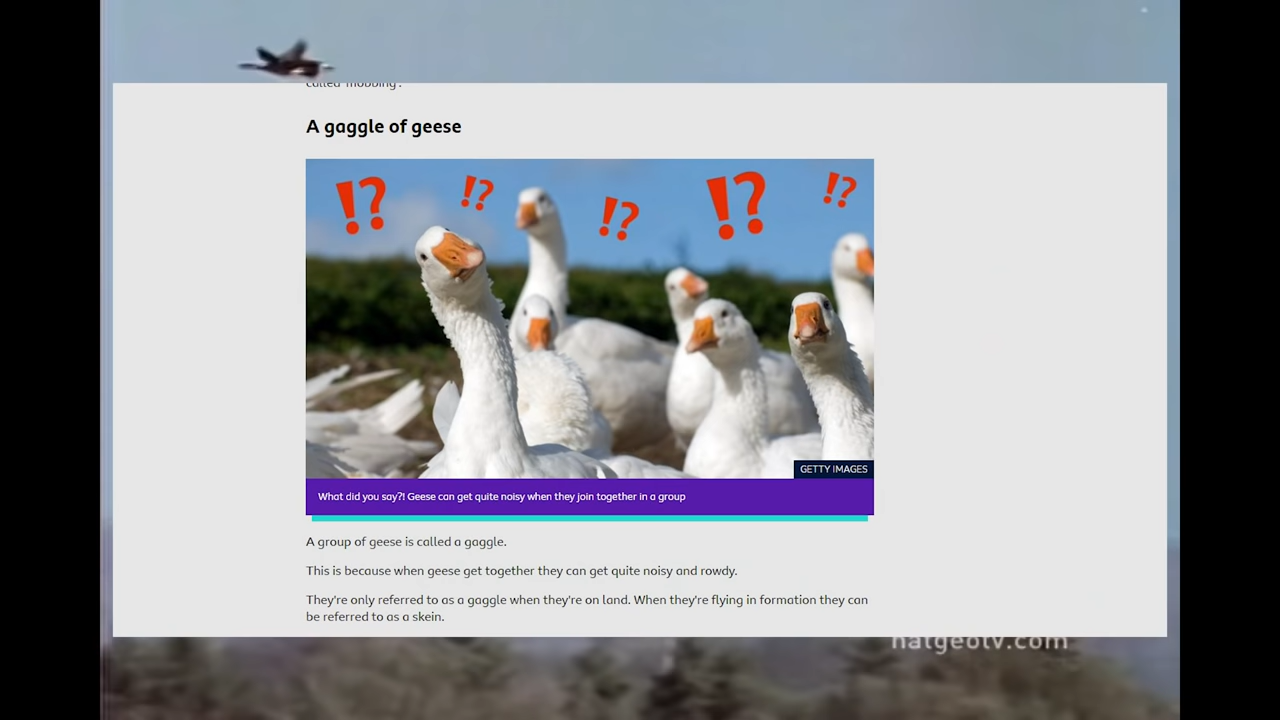 called 'mobbing'.
A gaggle of geese
!? !? !? !? !?
GETTY IMAGES
What did you say?! Geese can get quite noisy when they join together in a group
A group of geese is called a gaggle.
This is because when geese get together they can get quite noisy and rowdy.
They're only referred to as a gaggle when they're on land. When they're flying in formation they can
be referred to as a skein.
natgeotv.com